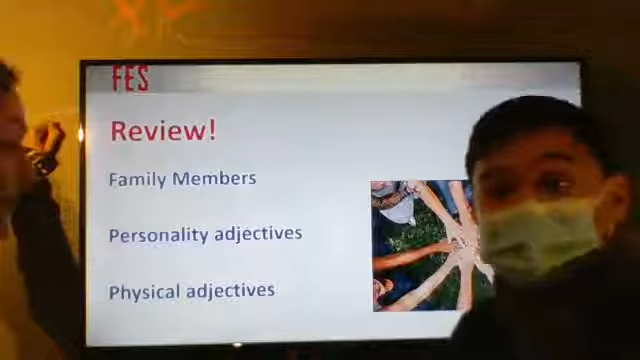 FES
Review!
Family Members
Personality adjectives
Physical adjectives